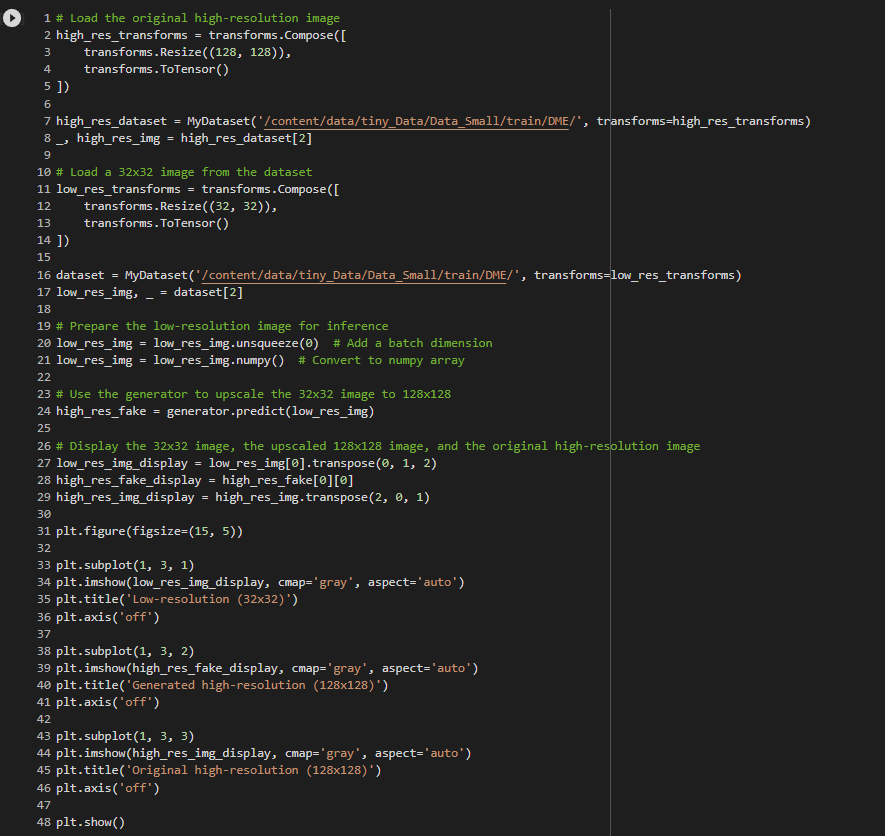 1 # Load the original high-resolution image
2 high_res_transforms = transforms.Compose([
3     transforms.Resize((128, 128)),
4     transforms.ToTensor()
5 ])
6
7 high_res_dataset = MyDataset('/content/data/tiny_Data/Data_Small/train/DME/', transforms=high_res_transforms)
8 _, high_res_img = high_res_dataset[2]
9
10 # Load a 32x32 image from the dataset
11 low_res_transforms = transforms.Compose([
12     transforms.Resize((32, 32)),
13     transforms.ToTensor()
14 ])
15
16 dataset = MyDataset('/content/data/tiny_Data/Data_Small/train/DME/', transforms=low_res_transforms)
17 low_res_img, _ = dataset[2]
18
19 # Prepare the low-resolution image for inference
20 low_res_img = low_res_img.unsqueeze(0)  # Add a batch dimension
21 low_res_img = low_res_img.numpy()  # Convert to numpy array
22
23 # Use the generator to upscale the 32x32 image to 128x128
24 high_res_fake = generator.predict(low_res_img)
25
26 # Display the 32x32 image, the upscaled 128x128 image, and the original high-resolution image
27 low_res_img_display = low_res_img[0].transpose(0, 1, 2)
28 high_res_fake_display = high_res_fake[0][0]
29 high_res_img_display = high_res_img.transpose(2, 0, 1)
30
31 plt.figure(figsize=(15, 5))
32
33 plt.subplot(1, 3, 1)
34 plt.imshow(low_res_img_display, cmap='gray', aspect='auto')
35 plt.title('Low-resolution (32x32)')
36 plt.axis('off')
37
38 plt.subplot(1, 3, 2)
39 plt.imshow(high_res_fake_display, cmap='gray', aspect='auto')
40 plt.title('Generated high-resolution (128x128)')
41 plt.axis('off')
42
43 plt.subplot(1, 3, 3)
44 plt.imshow(high_res_img_display, cmap='gray', aspect='auto')
45 plt.title('Original high-resolution (128x128)')
46 plt.axis('off')
47
48 plt.show()